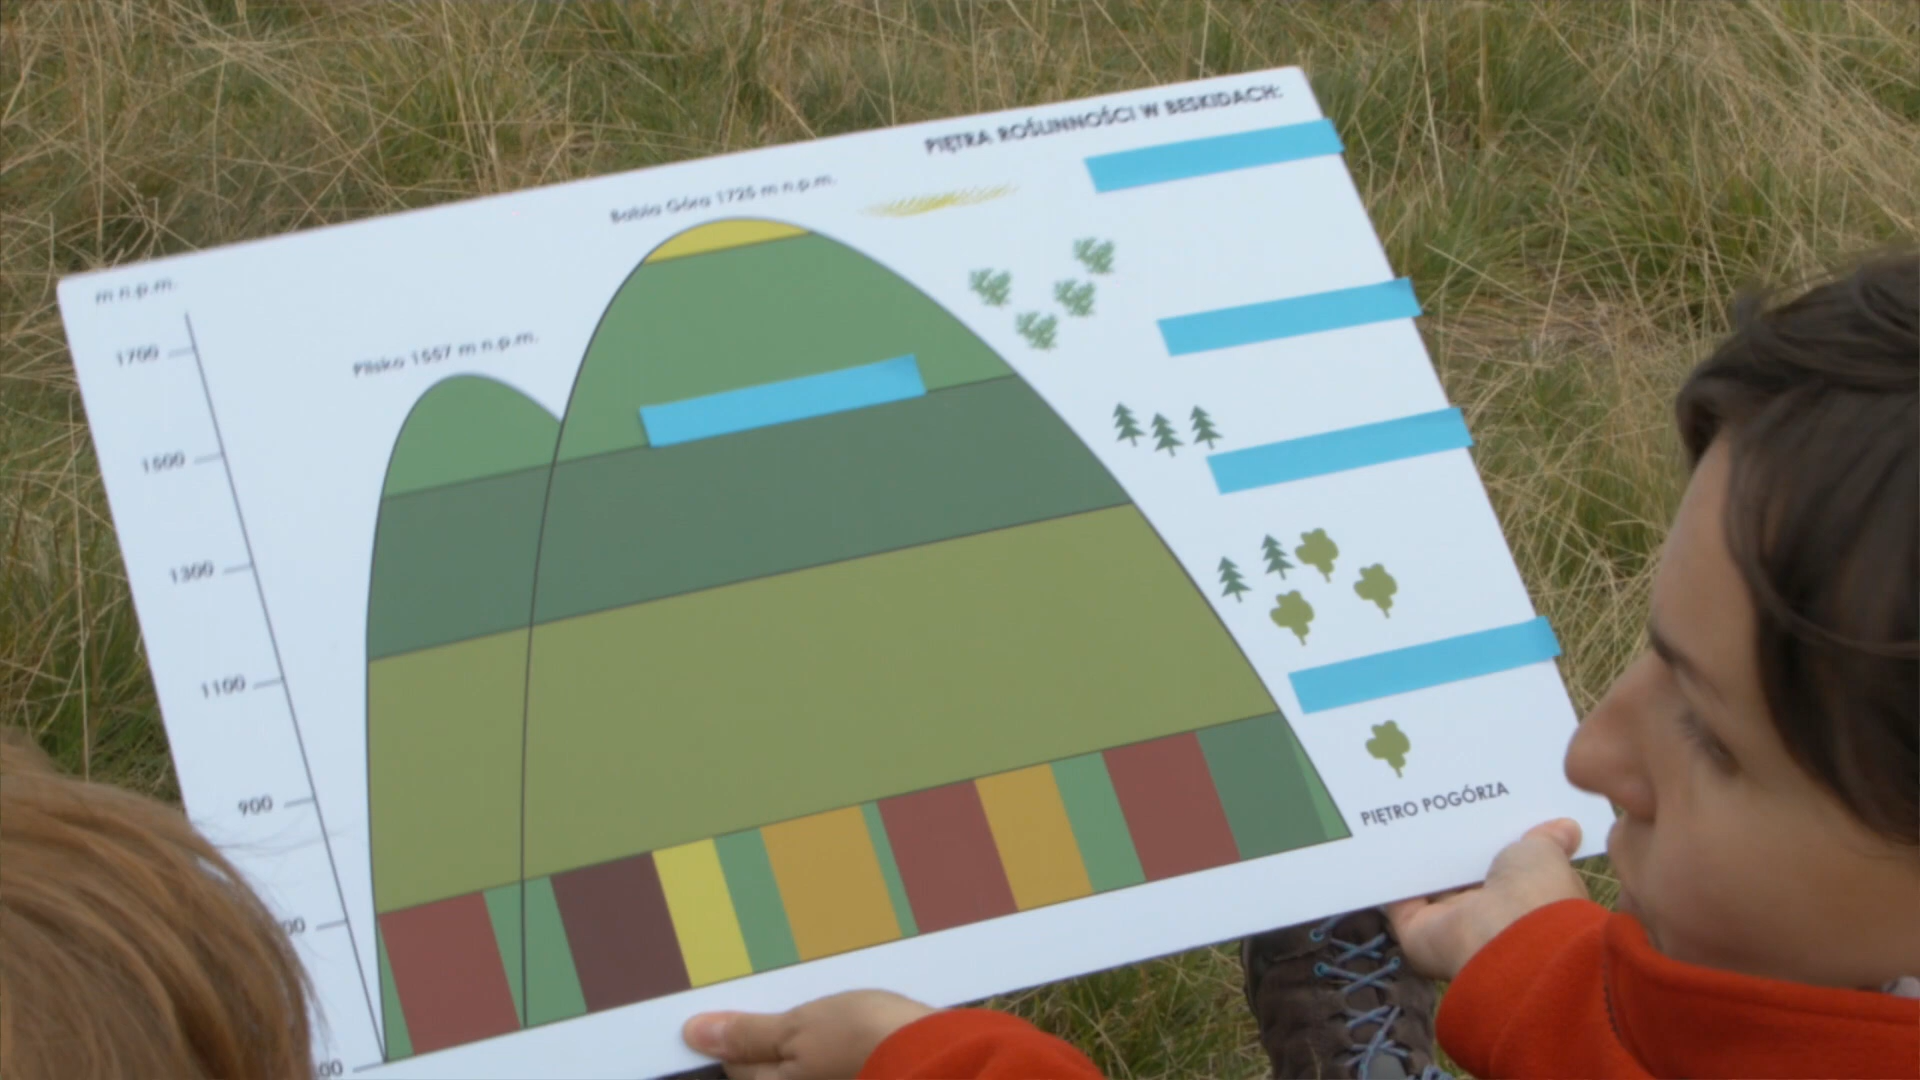 PIĘTRA ROŚLINNOŚCI W BESKIDACH:
Babia Góra 1725 m n.p.m.
m n.p.m.
Pilsko 1557 m n.p.m.
1700
1500
1300
1100
900
PIĘTRO POGÓRZA